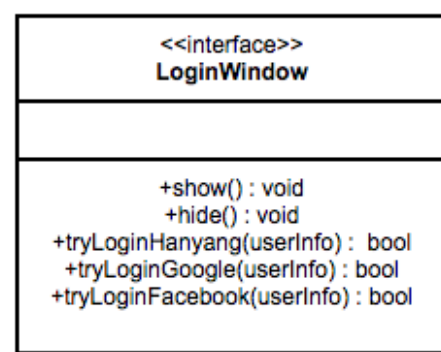 <<interface>>
LoginWindow
+show() : void
+hide() : void
+tryLoginHanyang(userInfo) : bool
+tryLoginGoogle(userInfo) : bool
+tryLoginFacebook(userInfo) : bool